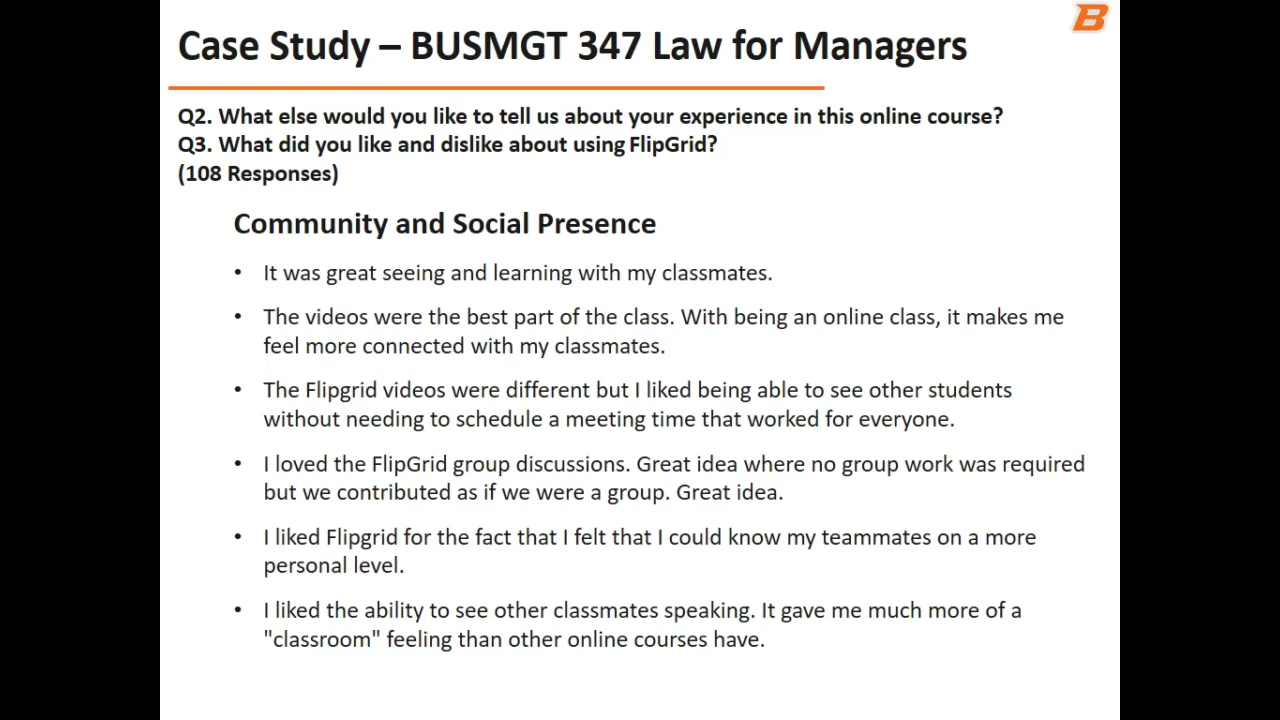 B
Case Study – BUSMGT 347 Law for Managers
Q2. What else would you like to tell us about your experience in this online course?
Q3. What did you like and dislike about using FlipGrid?
(108 Responses)
Community and Social Presence
• It was great seeing and learning with my classmates.
• The videos were the best part of the class. With being an online class, it makes me
feel more connected with my classmates.
• The Flipgrid videos were different but I liked being able to see other students
without needing to schedule a meeting time that worked for everyone.
• I loved the FlipGrid group discussions. Great idea where no group work was required
but we contributed as if we were a group. Great idea.
• I liked Flipgrid for the fact that I felt that I could know my teammates on a more
personal level.
• I liked the ability to see other classmates speaking. It gave me much more of a
"classroom" feeling than other online courses have.